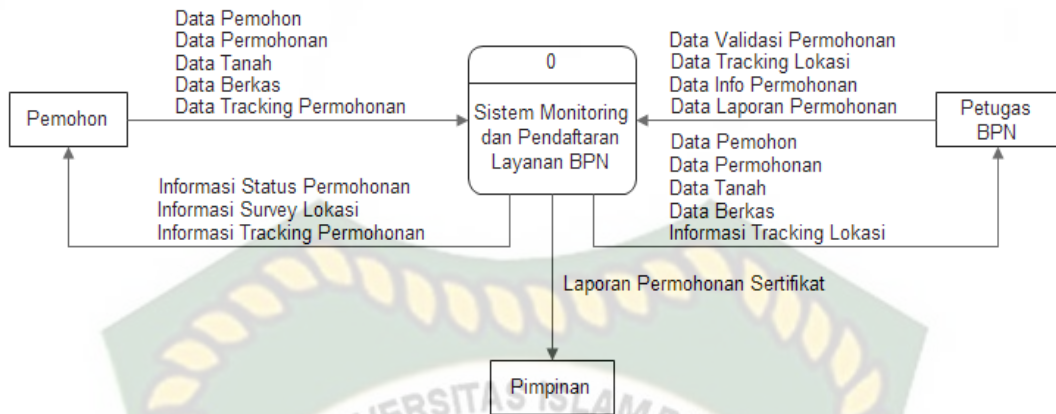 Data Pemohon
Data Permohonan
Data Tanah
Data Berkas
Data Tracking Permohonan
Pemohon
Informasi Status Permohonan
Informasi Survey Lokasi
Informasi Tracking Permohonan
0
Sistem Monitoring
dan Pendaftaran
Layanan BPN
Data Validasi Permohonan
Data Tracking Lokasi
Data Info Permohonan
Data Laporan Permohonan
Petugas
BPN
Data Pemohon
Data Permohonan
Data Tanah
Data Berkas
Informasi Tracking Lokasi
Laporan Permohonan Sertifikat
Pimpinan
ISLAM